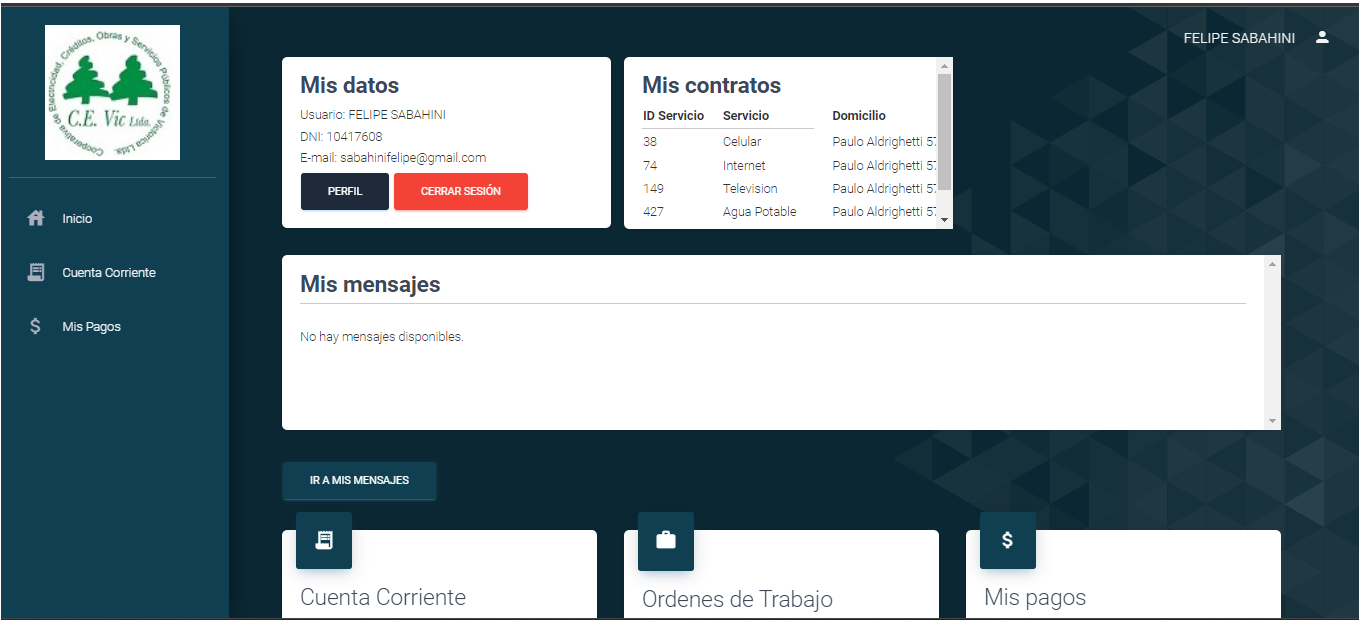 Cooperativa de Electricidad, Créditos, Obras y Servicios Públicos de Victorica Ltda.
C.E. Vic Ltda.
FELIPE SABAHINI
Inicio
Cuenta Corriente
Mis Pagos
Mis datos
Usuario: FELIPE SABAHINI
DNI: 10417608
E-mail: sabahinifelipe@gmail.com
PERFIL CERRAR SESIÓN
Mis contratos
ID Servicio Servicio Domicilio
38 Celular Paulo Aldrighetti 57
74 Internet Paulo Aldrighetti 57
149 Television Paulo Aldrighetti 57
427 Agua Potable Paulo Aldrighetti 57
Mis mensajes
No hay mensajes disponibles.
IR A MIS MENSAJES
Cuenta Corriente
Ordenes de Trabajo
Mis pagos